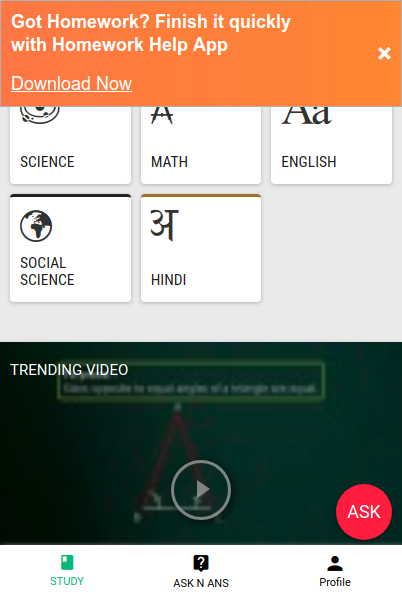 Got Homework? Finish it quickly
with Homework Help App
×
Download Now
Aa
SCIENCE
MATH
ENGLISH
अ
SOCIAL
SCIENCE
HINDI
TRENDING VIDEO
Sides opposite to equal angles of a triangle are equal.
ASK
STUDY
ASK N ANS
Profile